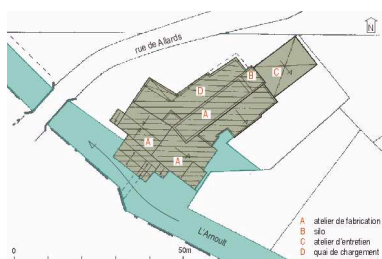 N
rue de Allards
B
C
D
A
A
A
L'Arnoult
A atelier de fabrication
B silo
C atelier d'entretien
D quai de chargement
0
50m